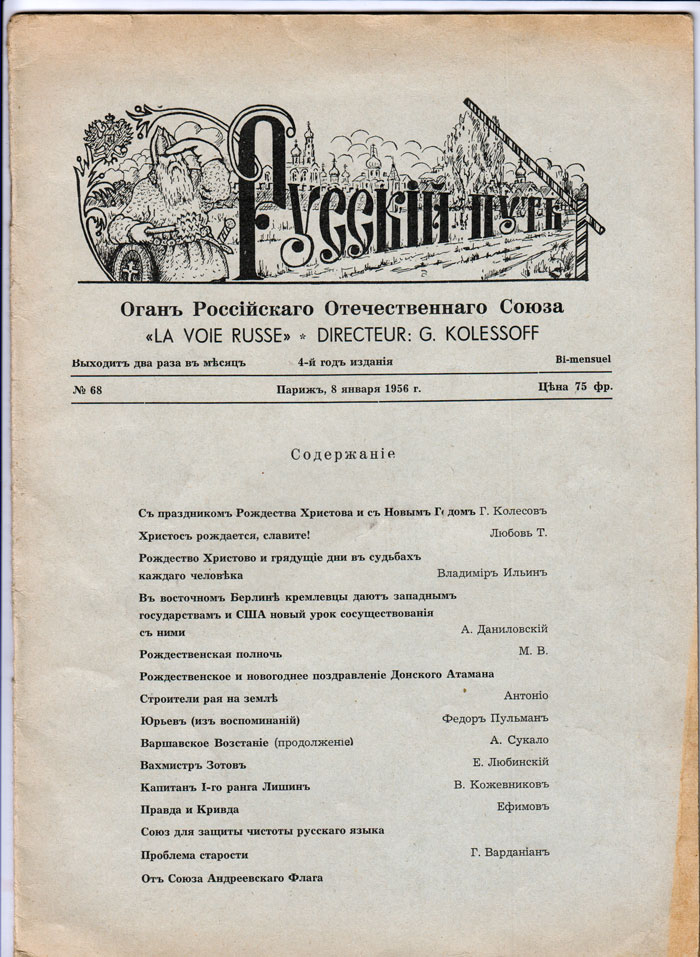 Русскій путь
Оганъ Россійскаго Отечественнаго Союза
«LA VOIE RUSSE» * DIRECTEUR: G. KOLESSOFF
Выходитъ два раза въ мѣсяцъ 4-й годъ изданія Bi-mensuel
№ 68 Парижъ, 8 января 1956 г. Цѣна 75 фр.
Содержаніе
Съ праздникомъ Рождества Христова и съ Новымъ Годомъ Г. Колесовъ
Христосъ рождается, славите! Любовь Т.
Рождество Христово и грядущіе дни въ судьбахъ
каждаго человѣка Владиміръ Ильинъ
Въ восточномъ Берлинѣ кремлевцы даютъ западнымъ
государствамъ и США новый урок сосуществованія
съ ними А. Даниловскій
Рождественская полночь М. В.
Рождественское и новогоднее поздравленіе Донского Атамана
Строители рая на землѣ Антоніо
Юрьевъ (изъ воспоминаній) Федоръ Пульманъ
Варшавское Возстаніе (продолженіе) А. Сукало
Вахмистръ Зотовъ Е. Любинскій
Капитанъ I-го ранга Лишинъ В. Кожевниковъ
Правда и Кривда Ефимовъ
Союз для защиты чистоты русскаго языка
Проблема старости Г. Варданіанъ
Отъ Союза Андреевскаго Флага